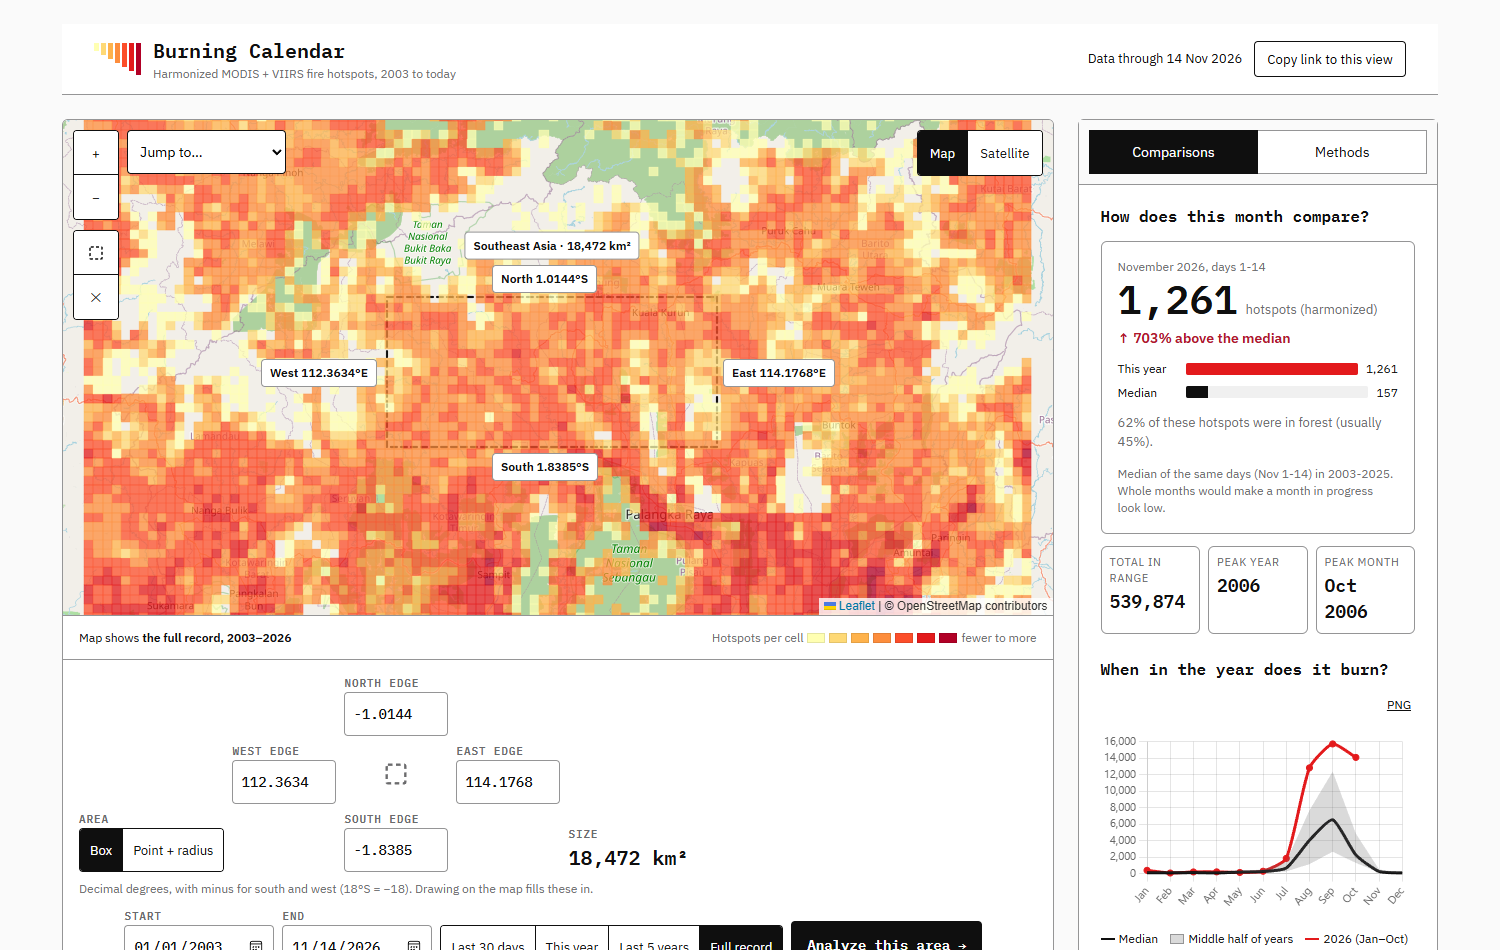 Burning Calendar
Harmonized MODIS + VIIRS fire hotspots, 2003 to today
Data through 14 Nov 2026
Copy link to this view
+
−
Jump to...
Map
Satellite
Taman
Nasional
Bukit Baka
Bukit Raya
Southeast Asia · 18,472 km²
North 1.0144°S
West 112.3634°E
East 114.1768°E
South 1.8385°S
Kutai Barat
Puruk Cahu
Barito
Muara Teweh
Melawi
Kuala Kurun
Lamandau
Buntok
Nanga Bulik
Palangka Raya
Paringin
Amuntai
Taman
Nasional
Sebangau
Pulang
Sampit
Pangkalan
Bun
Sukamara
Leaflet | © OpenStreetMap contributors
Map shows the full record, 2003–2026
Hotspots per cell
fewer to more
NORTH EDGE
-1.0144
WEST EDGE
112.3634
EAST EDGE
114.1768
AREA
Box
Point + radius
SOUTH EDGE
-1.8385
SIZE
18,472 km²
Decimal degrees, with minus for south and west (18°S = −18). Drawing on the map fills these in.
START
01/01/2003
END
11/14/2026
Last 30 days
This year
Last 5 years
Full record
Analyze this area →
Comparisons
Methods
How does this month compare?
November 2026, days 1-14
1,261 hotspots (harmonized)
↑ 703% above the median
This year 1,261
Median 157
62% of these hotspots were in forest (usually
45%).
Median of the same days (Nov 1-14) in 2003-2025.
Whole months would make a month in progress
look low.
TOTAL IN
RANGE
539,874
PEAK YEAR
2006
PEAK MONTH
Oct
2006
When in the year does it burn?
PNG
16,000
14,000
12,000
10,000
8,000
6,000
4,000
2,000
0
Jan Feb Mar Apr May Jun Jul Aug Sep Oct Nov Dec
Median
Middle half of years
2026 (Jan–Oct)